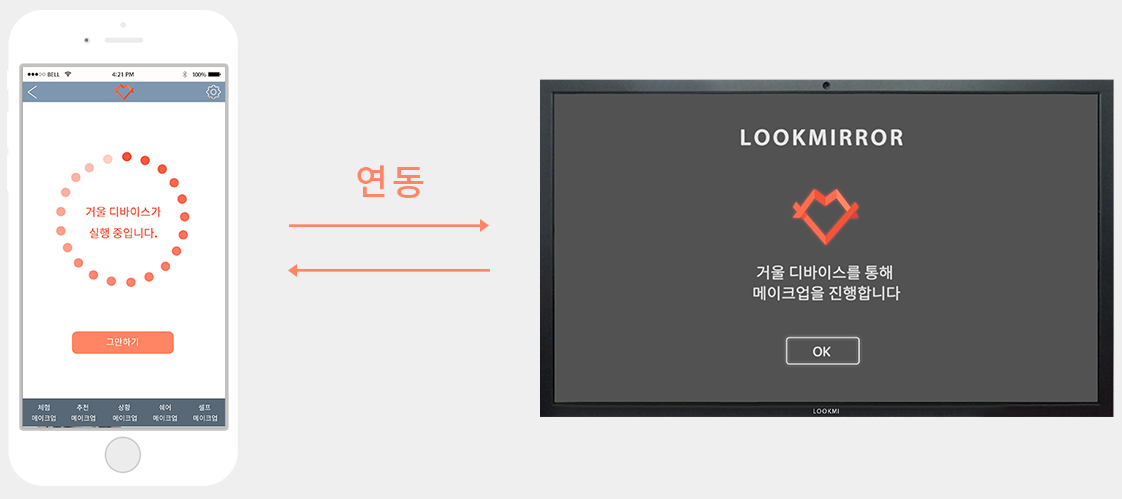 BELL
4:21 PM
100%
거울 디바이스가
실행 중입니다.
그만하기
체형
메이크업
추천
메이크업
상황
메이크업
쉐어
메이크업
셀프
메이크업
연동
LOOKMIRROR
거울 디바이스를 통해
메이크업을 진행합니다
OK
LOOKMI